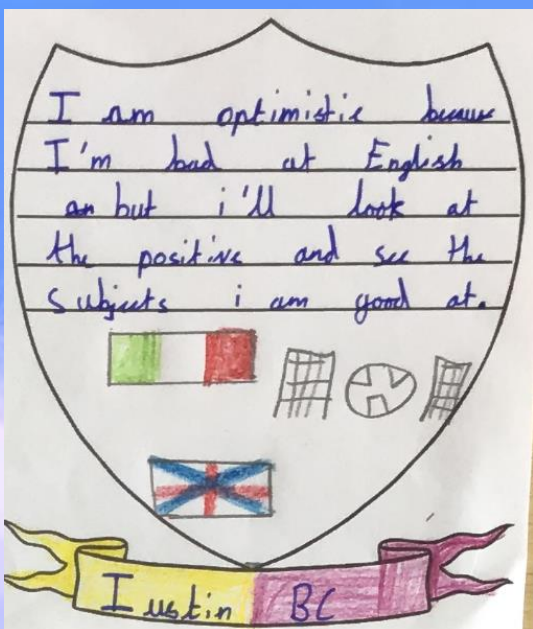 I am optimistic because
I'm bad at English
an but i'll look at
the positive and see the
subjects i am good at.
Iustin BC